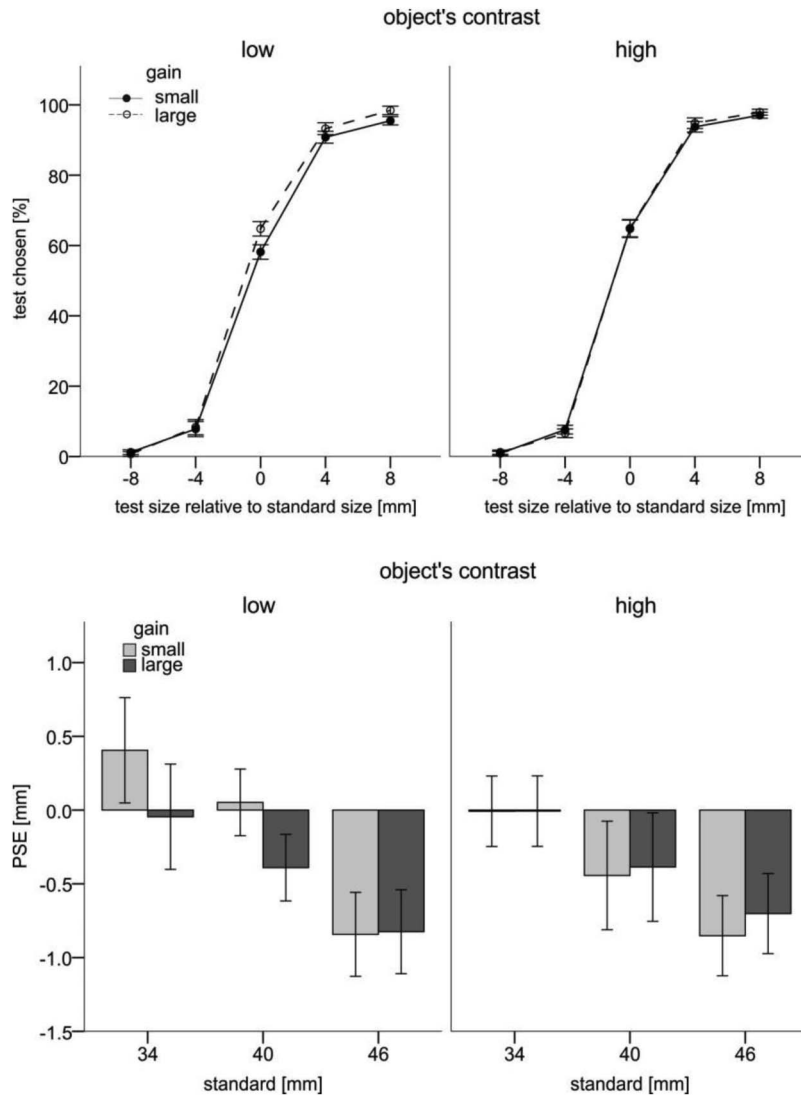 object's contrast
low
high
gain
small
large
100
80
60
40
20
0
test chosen [%]
-8 -4 0 4 8
-8 -4 0 4 8
test size relative to standard size [mm]
test size relative to standard size [mm]
object's contrast
low
high
gain
small
large
1.0
0.5
0.0
-0.5
-1.0
-1.5
PSE [mm]
34 40 46
34 40 46
standard [mm]
standard [mm]